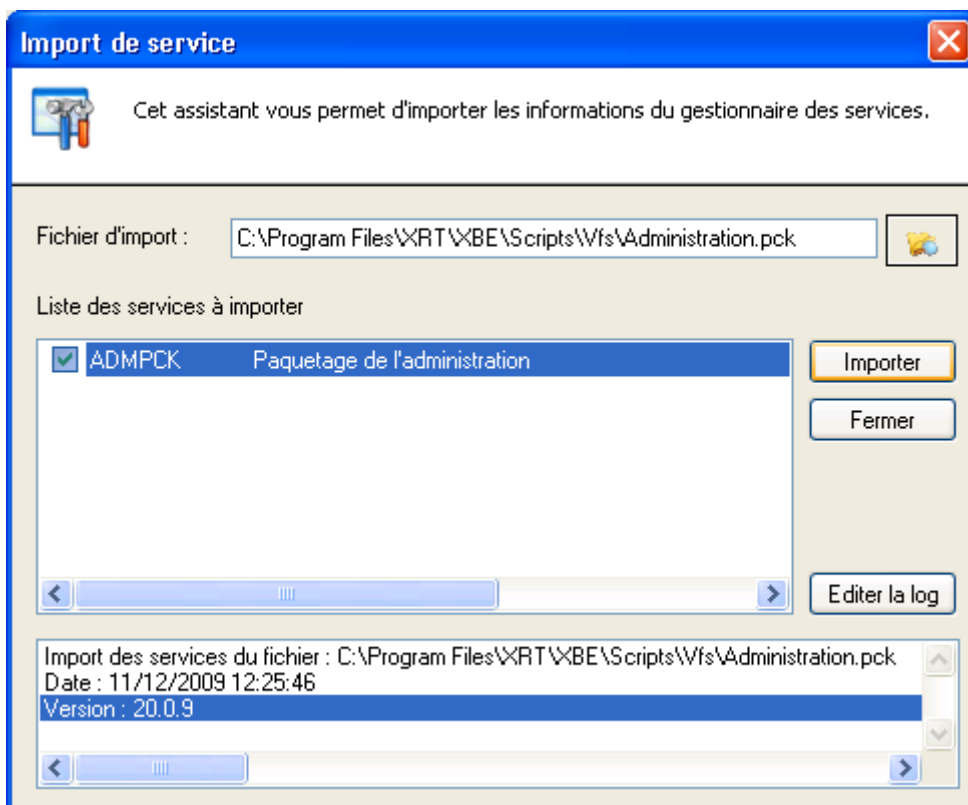 Import de service
Cet assistant vous permet d'importer les informations du gestionnaire des services.
Fichier d'import : C:\Program Files\XRT\XBE\Scripts\Vfs\Administration.pck
Liste des services à importer
ADMPCK Paquetage de l'administration
Importer
Fermer
Editer la log
Import des services du fichier : C:\Program Files\XRT\XBE\Scripts\Vfs\Administration.pck
Date : 11/12/2009 12:25:46
Version : 20.0.9